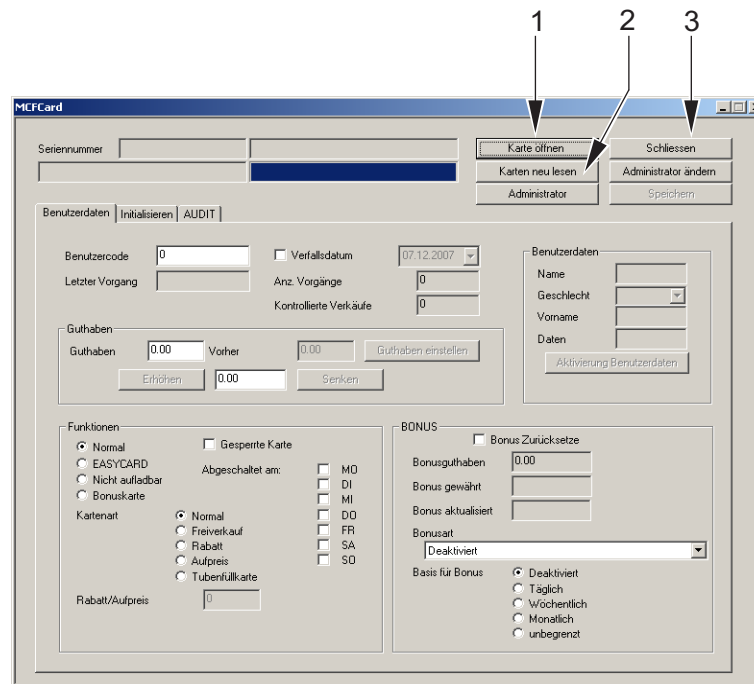 1 2 3
MCFCard
Seriennummer
Karte öffnen Schliessen
Karten neu lesen Administrator ändern
Administrator Speichern
Benutzerdaten Initialisieren AUDIT
Benutzercode 0 Verfallsdatum 07.12.2007
Letzter Vorgang Anz. Vorgänge 0
Kontrollierte Verkäufe 0
Benutzerdaten
Name
Geschlecht
Vorname
Daten
Aktivierung Benutzerdaten
Guthaben
Guthaben 0.00 Vorher 0.00 Guthaben einstellen
Erhöhen 0.00 Senken
Funktionen
Normal Gesperrte Karte
EASYCARD Abgeschaltet am: MO
Nicht aufladbar DI
Bonuskarte MI
Kartenart Normal DO
Freiverkauf FR
Rabatt SA
Aufpreis SO
Tubenfüllkarte
Rabatt/Aufpreis 0
BONUS
Bonus Zurücksetze
Bonusguthaben 0.00
Bonus gewährt
Bonus aktualisiert
Bonusart
Deaktiviert
Basis für Bonus Deaktiviert
Täglich
Wöchentlich
Monatlich
unbegrenzt